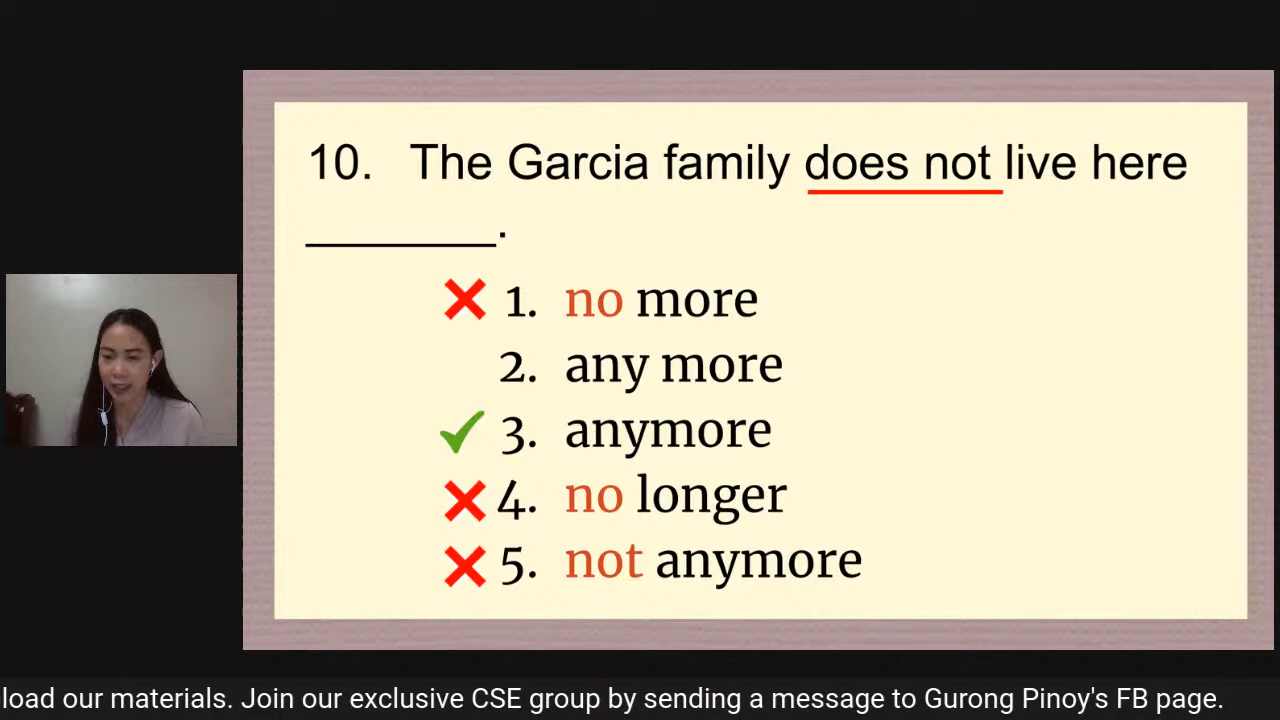 10. The Garcia family does not live here
________.
1. no more
2. any more
3. anymore
4. no longer
5. not anymore
load our materials. Join our exclusive CSE group by sending a message to Gurong Pinoy's FB page.